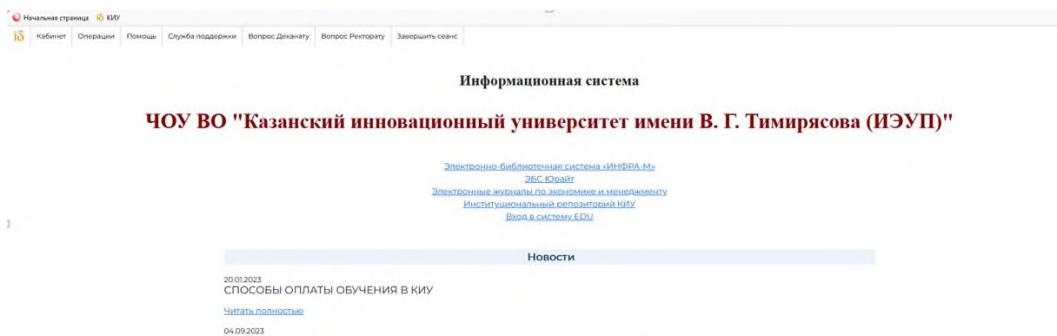 Начальная страница КИУ
Кабинет Операции Помощь Служба поддержки Вопрос Деканату Вопрос Ректорату Завершить сеанс
Информационная система
ЧОУ ВО "Казанский инновационный университет имени В. Г. Тимирясова (ИЭУП)"
Электронно-библиотечная система «ИНФРА-М»
ЭБС Юрайт
Электронные журналы по экономике и менеджменту
Институциональный репозиторий КИУ
Вход в систему EDU
Новости
20.01.2023
СПОСОБЫ ОПЛАТЫ ОБУЧЕНИЯ В КИУ
Читать полностью
04.09.2023